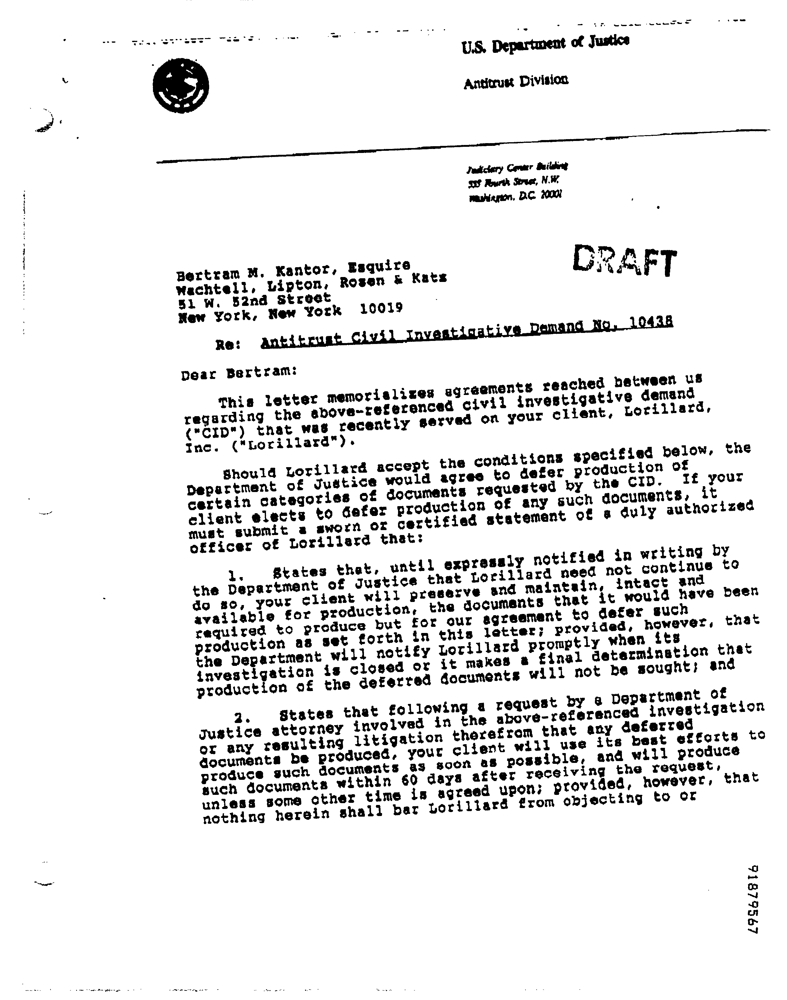 U.S. Department of Justice
Antitrust Division
Judiciary Center Building
555 Fourth Street, N.W.
Washington, D.C. 20001
DRAFT
Bertram M. Kantor, Esquire
Wachtell, Lipton, Rosen & Katz
51 W. 52nd Street
New York, New York 10019
Re: Antitrust Civil Investigative Demand No. 10438
Dear Bertram:
This letter memorializes agreements reached between us
regarding the above-referenced civil investigative demand
("CID") that was recently served on your client, Lorillard,
Inc. ("Lorillard").
Should Lorillard accept the conditions specified below, the
Department of Justice would agree to defer production of
certain categories of documents requested by the CID. If your
client elects to defer production of any such documents, it
must submit a sworn or certified statement of a duly authorized
officer of Lorillard that:
1. States that, until expressly notified in writing by
the Department of Justice that Lorillard need not continue to
do so, your client will preserve and maintain, intact and
available for production, the documents that it would have been
required to produce but for our agreement to defer such
production as set forth in this letter; provided, however, that
the Department will notify Lorillard promptly when its
investigation is closed or it makes a final determination that
production of the deferred documents will not be sought; and
2. States that following a request by a Department of
Justice attorney involved in the above-referenced investigation
or any resulting litigation therefrom that any deferred
documents be produced, your client will use its best efforts to
produce such documents as soon as possible, and will produce
such documents within 60 days after receiving the request,
unless some other time is agreed upon; provided, however, that
nothing herein shall bar Lorillard from objecting to or
91879567